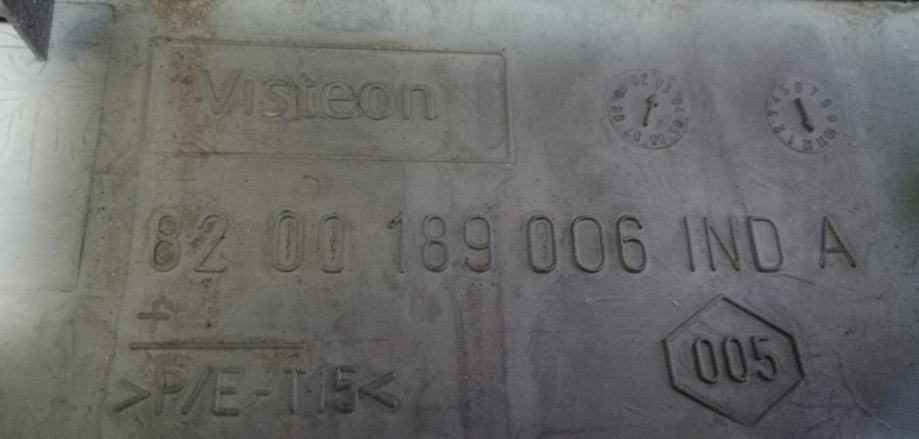 Visteon
82 00 189 006 IND A
+
>P/E-T15<
005